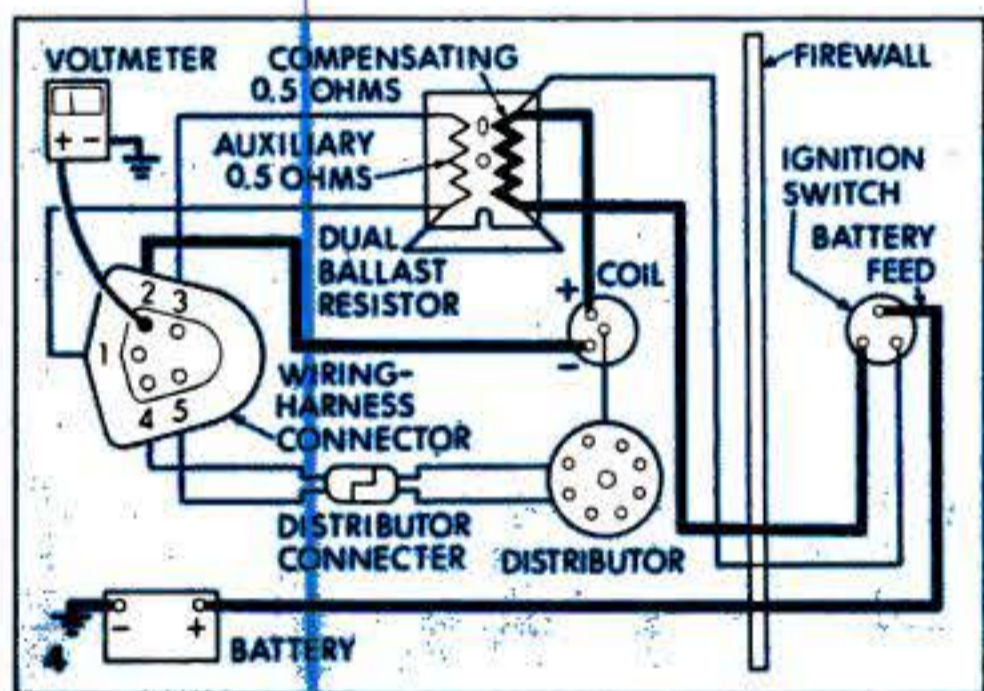 VOLTMETER
COMPENSATING
0.5 OHMS
FIREWALL
AUXILIARY
0.5 OHMS
IGNITION
SWITCH
BATTERY
FEED
DUAL
BALLAST
RESISTOR
+ COIL
-
+ -
2 3
1
4 5
WIRING-
HARNESS
CONNECTOR
DISTRIBUTOR
CONNECTER
DISTRIBUTOR
- +
BATTERY
4